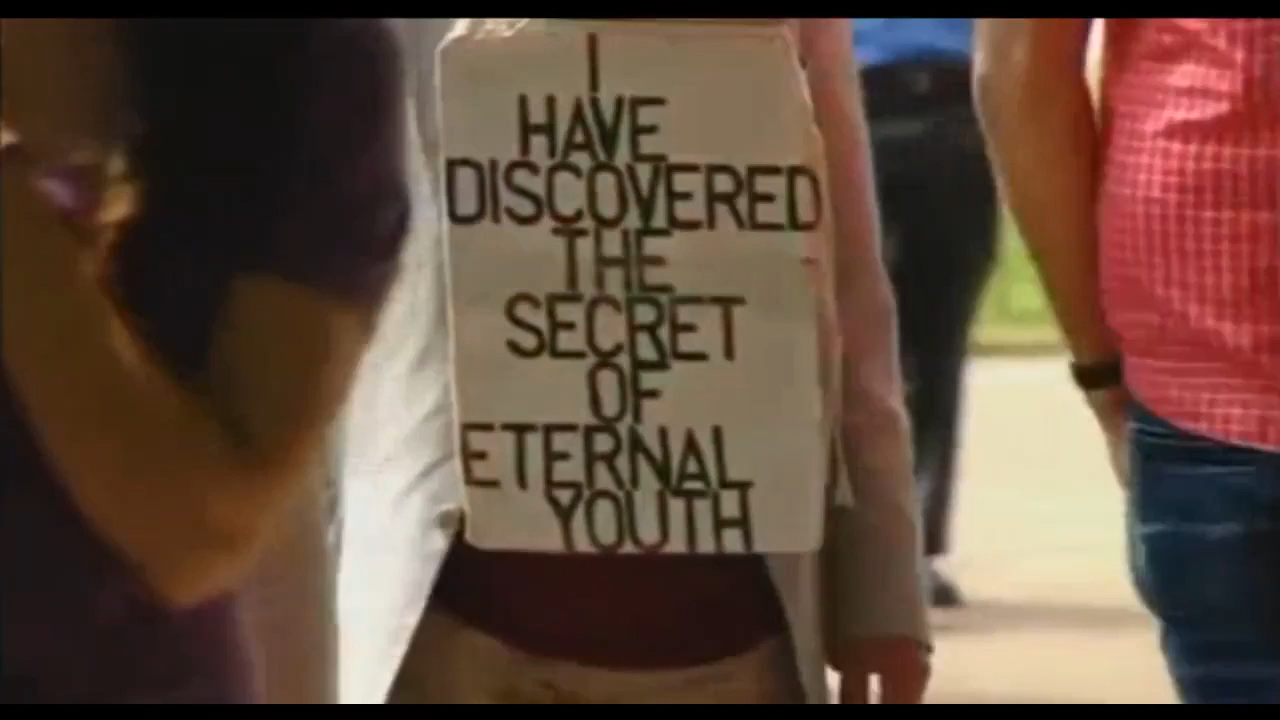 I
HAVE
DISCOVERED
THE
SECRET
OF
ETERNAL
YOUTH